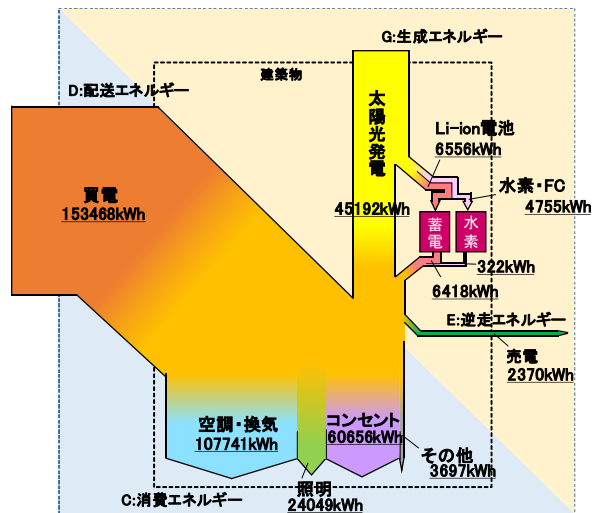 G:生成エネルギー
建築物
D:配送エネルギー
太陽光発電
Li-ion電池
6556kWh
水素・FC
4755kWh
買電
153468kWh
45192kWh
蓄電
水素
322kWh
6418kWh
E:逆走エネルギー
売電
2370kWh
空調・換気
107741kWh
コンセント
60656kWh
その他
3697kWh
照明
24049kWh
C:消費エネルギー